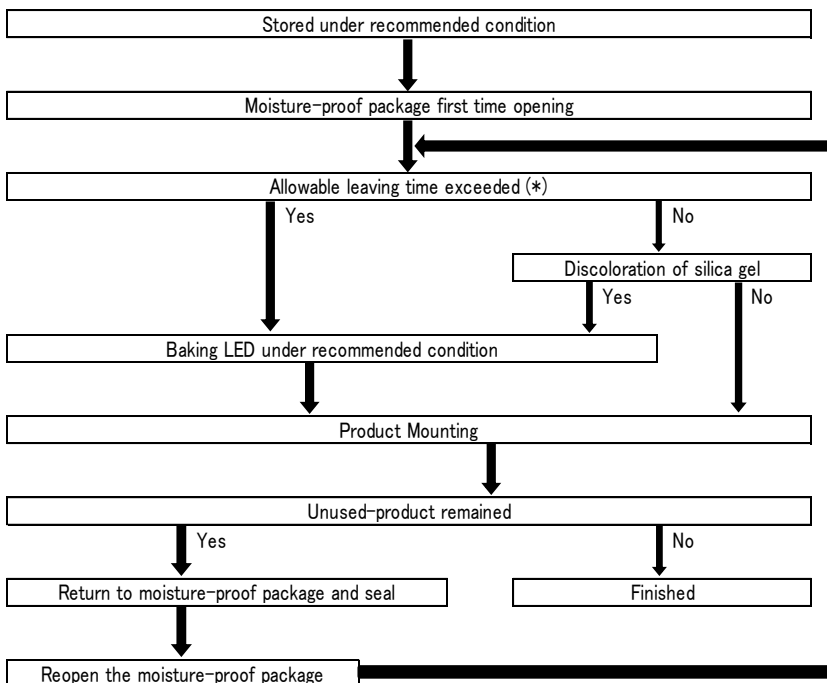 Stored under recommended condition
Moisture-proof package first time opening
Allowable leaving time exceeded (*)
Yes
No
Discoloration of silica gel
Yes
No
Baking LED under recommended condition
Product Mounting
Unused-product remained
Yes
No
Return to moisture-proof package and seal
Finished
Reopen the moisture-proof package